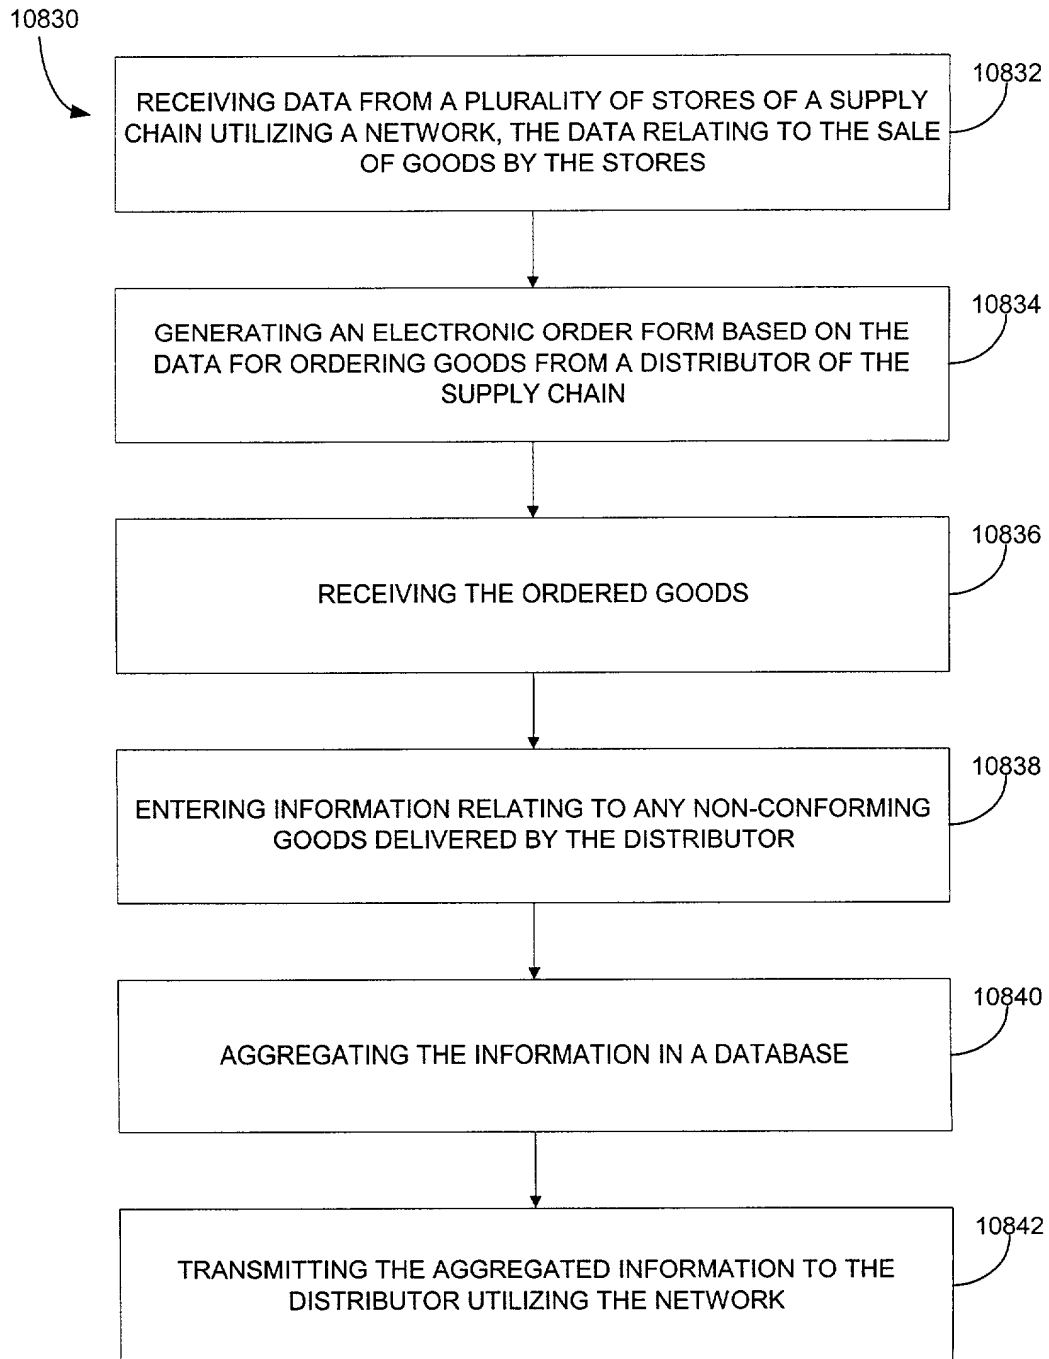 10830
10832
RECEIVING DATA FROM A PLURALITY OF STORES OF A SUPPLY
CHAIN UTILIZING A NETWORK, THE DATA RELATING TO THE SALE
OF GOODS BY THE STORES
10834
GENERATING AN ELECTRONIC ORDER FORM BASED ON THE
DATA FOR ORDERING GOODS FROM A DISTRIBUTOR OF THE
SUPPLY CHAIN
10836
RECEIVING THE ORDERED GOODS
10838
ENTERING INFORMATION RELATING TO ANY NON-CONFORMING
GOODS DELIVERED BY THE DISTRIBUTOR
10840
AGGREGATING THE INFORMATION IN A DATABASE
10842
TRANSMITTING THE AGGREGATED INFORMATION TO THE
DISTRIBUTOR UTILIZING THE NETWORK